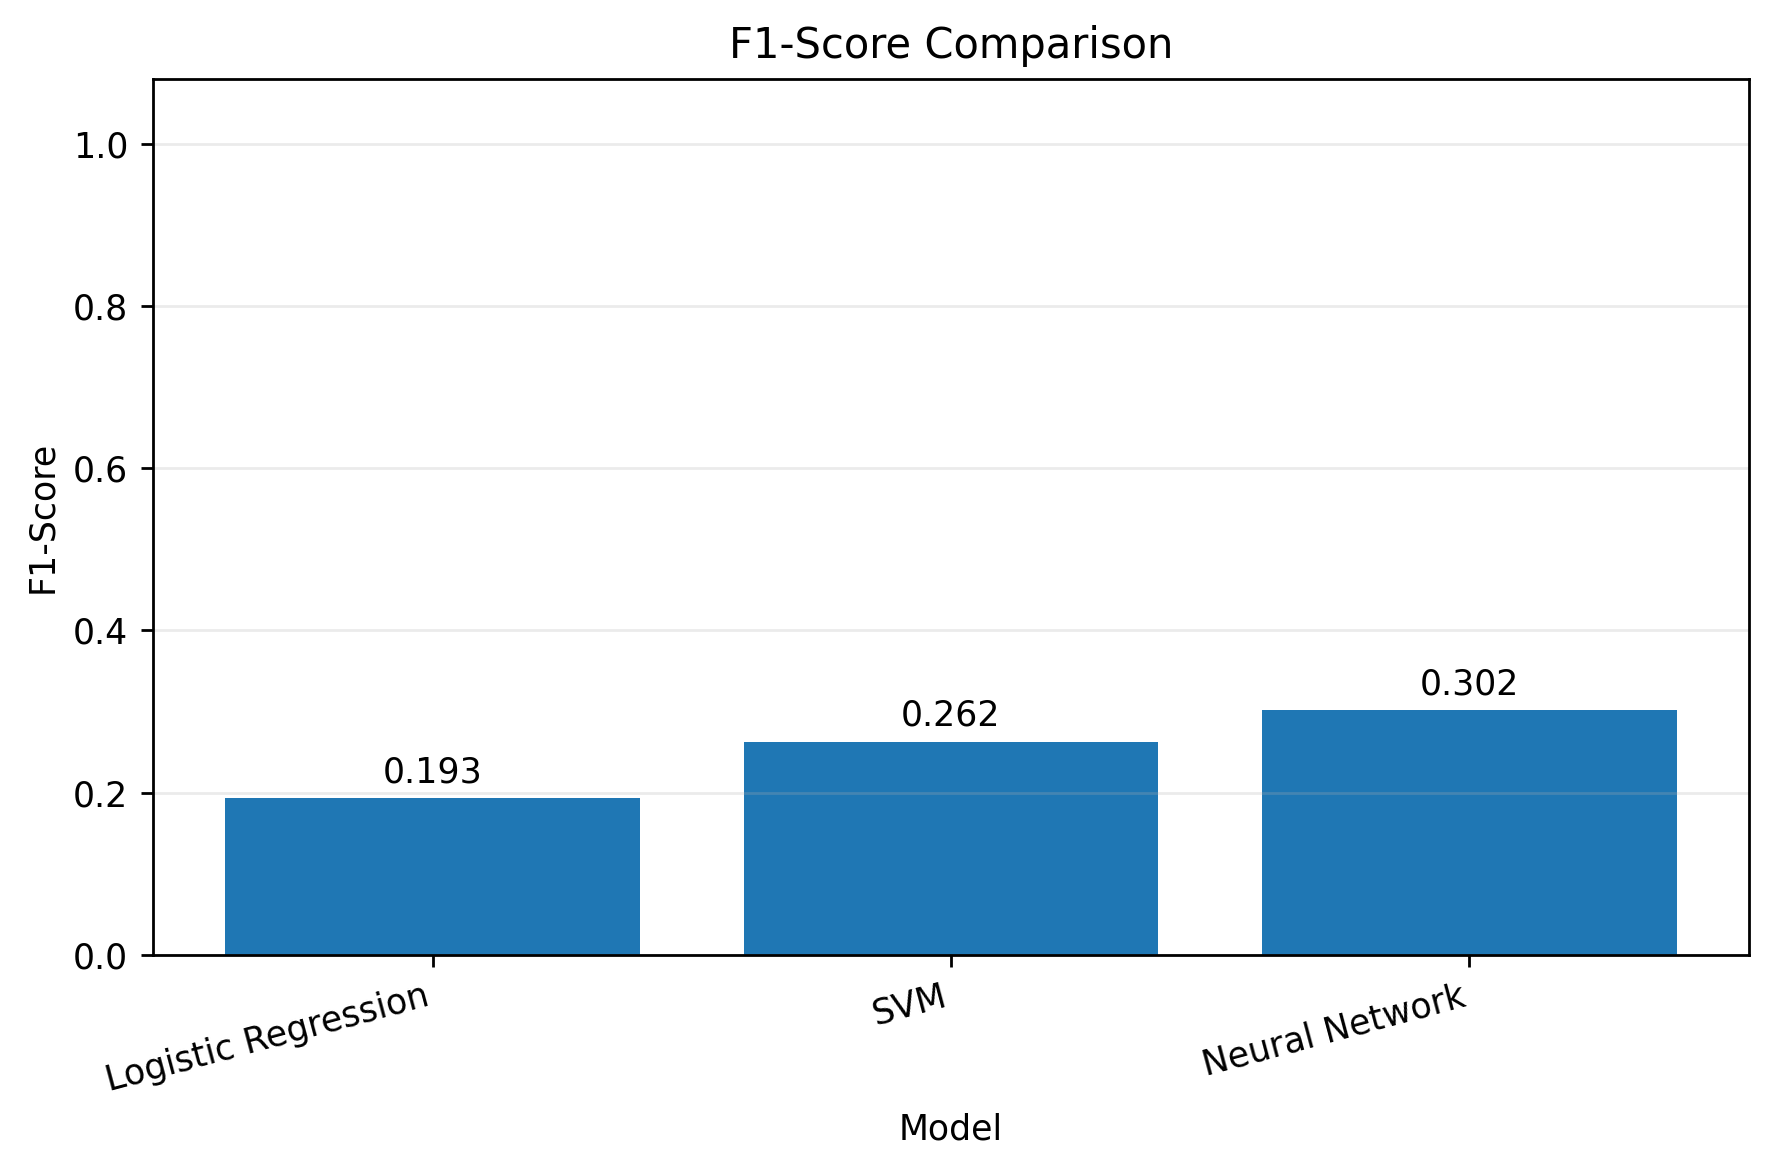 F1-Score Comparison
F1-Score
1.0
0.8
0.6
0.4
0.2
0.0
0.193
0.262
0.302
Logistic Regression
SVM
Neural Network
Model